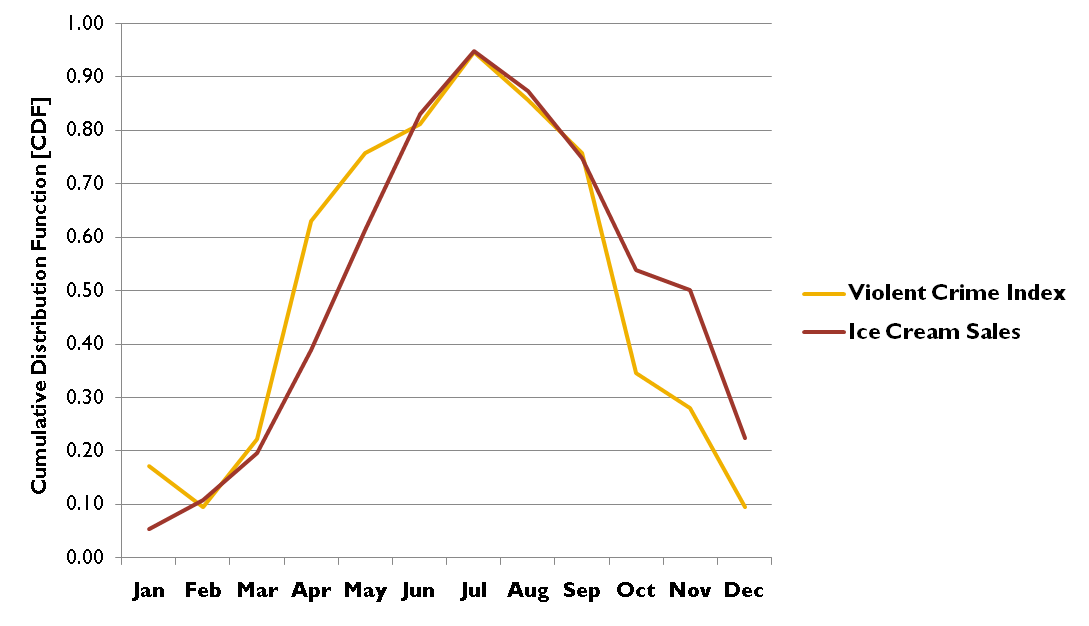 Cumulative Distribution Function [CDF]
1.00
0.90
0.80
0.70
0.60
0.50
0.40
0.30
0.20
0.10
0.00
Jan Feb Mar Apr May Jun Jul Aug Sep Oct Nov Dec
Violent Crime Index
Ice Cream Sales